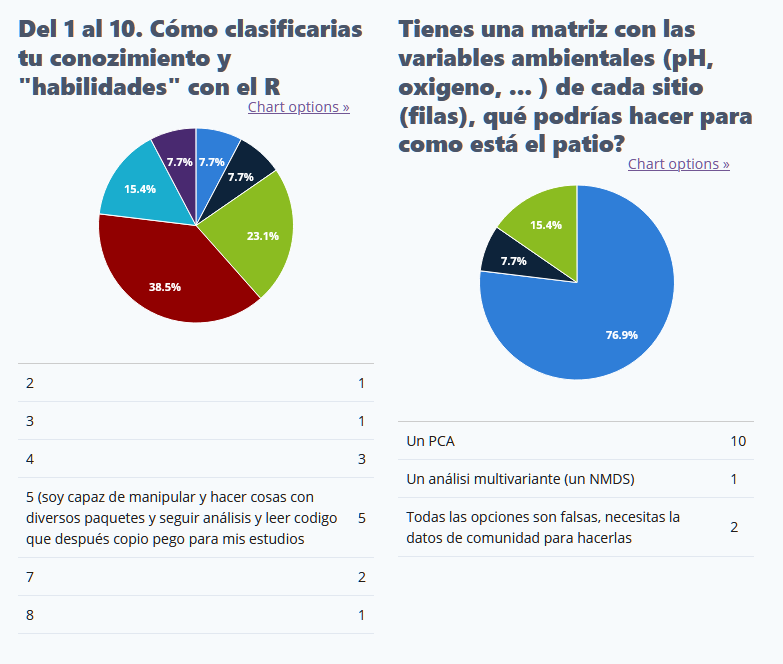 Del 1 al 10. Cómo clasificarias
tu conozimiento y
"habilidades" con el R
Chart options »
7.7%
7.7%
7.7%
15.4%
23.1%
38.5%
2 1
3 1
4 3
5 (soy capaz de manipular y hacer cosas con
diversos paquetes y seguir análisis y leer codigo 5
que después copio pego para mis estudios
7 2
8 1
Tienes una matriz con las
variables ambientales (pH,
oxigeno, ... ) de cada sitio
(filas), qué podrías hacer para
como está el patio?
Chart options »
15.4%
7.7%
76.9%
Un PCA 10
Un análisi multivariante (un NMDS) 1
Todas las opciones son falsas, necesitas la 2
datos de comunidad para hacerlas